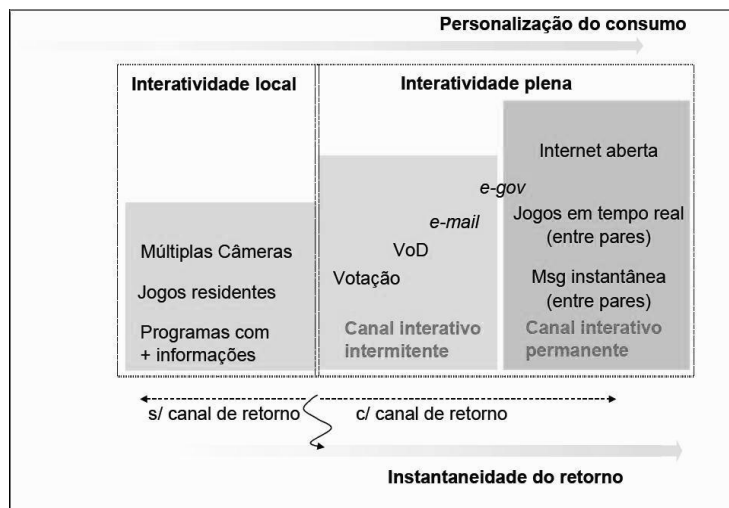 Personalização do consumo
Interatividade local
Interatividade plena
Múltiplas Câmeras
Jogos residentes
Programas com
+ informações
Votação
VoD
e-mail
e-gov
Canal interativo
intermitente
Internet aberta
Jogos em tempo real
(entre pares)
Msg instantânea
(entre pares)
Canal interativo
permanente
s/ canal de retorno
c/ canal de retorno
Instantaneidade do retorno